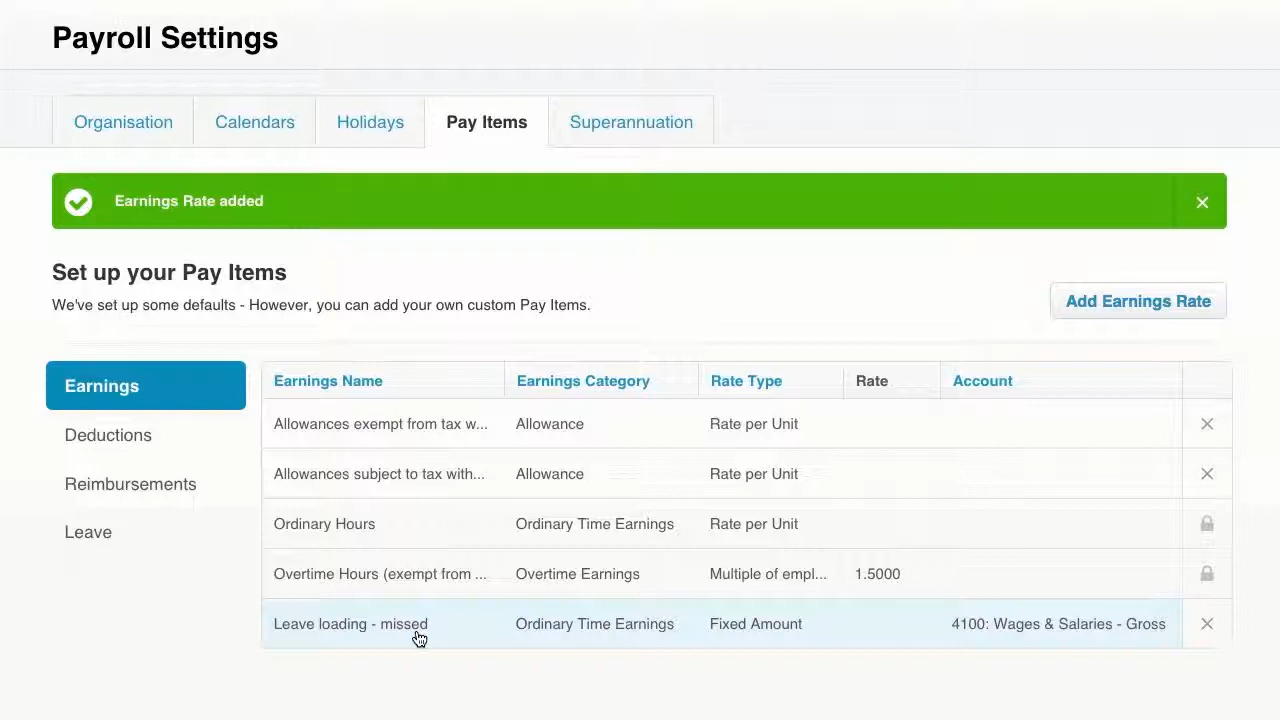 Payroll Settings
Organisation Calendars Holidays Pay Items Superannuation
Earnings Rate added
Set up your Pay Items
We've set up some defaults - However, you can add your own custom Pay Items.
Add Earnings Rate
Earnings
Deductions
Reimbursements
Leave
Earnings Name Earnings Category Rate Type Rate Account
Allowances exempt from tax w... Allowance Rate per Unit
Allowances subject to tax with... Allowance Rate per Unit
Ordinary Hours Ordinary Time Earnings Rate per Unit
Overtime Hours (exempt from ... Overtime Earnings Multiple of empl... 1.5000
Leave loading - missed Ordinary Time Earnings Fixed Amount 4100: Wages & Salaries - Gross